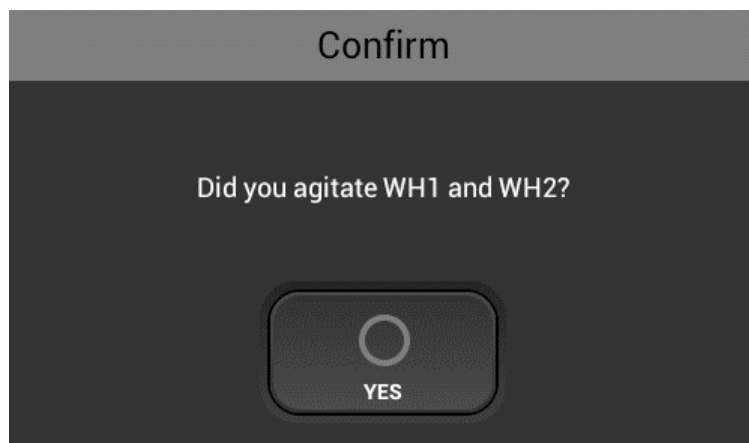 Confirm
Did you agitate WH1 and WH2?
YES